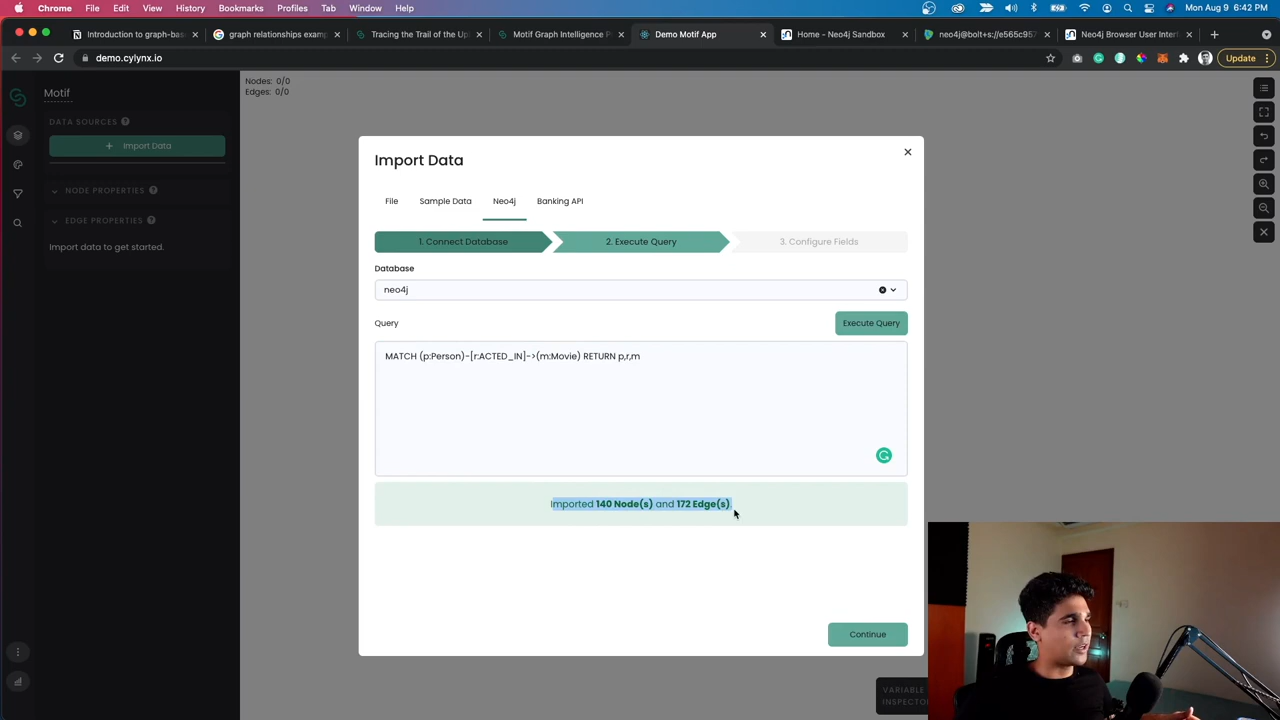 Chrome File Edit View History Bookmarks Profiles Tab Window Help
Mon Aug 9 6:42 PM
Introduction to graph-bas
graph relationships examp
Tracing the Trail of the Up
Motif Graph Intelligence P
Demo Motif App
Home - Neo4j Sandbox
neo4j@bolt+s://e565c957
Neo4j Browser User Interf
demo.cylynx.io
Update
Motif
DATA SOURCES ?
+ Import Data
NODE PROPERTIES ?
EDGE PROPERTIES ?
Import data to get started.
Nodes: 0/0
Edges: 0/0
Import Data
File Sample Data Neo4j Banking API
1. Connect Database 2. Execute Query 3. Configure Fields
Database
neo4j
Query
Execute Query
MATCH (p:Person)-[r:ACTED_IN]->(m:Movie) RETURN p,r,m
Imported 140 Node(s) and 172 Edge(s).
Continue
VARIABLE
INSPECTOR